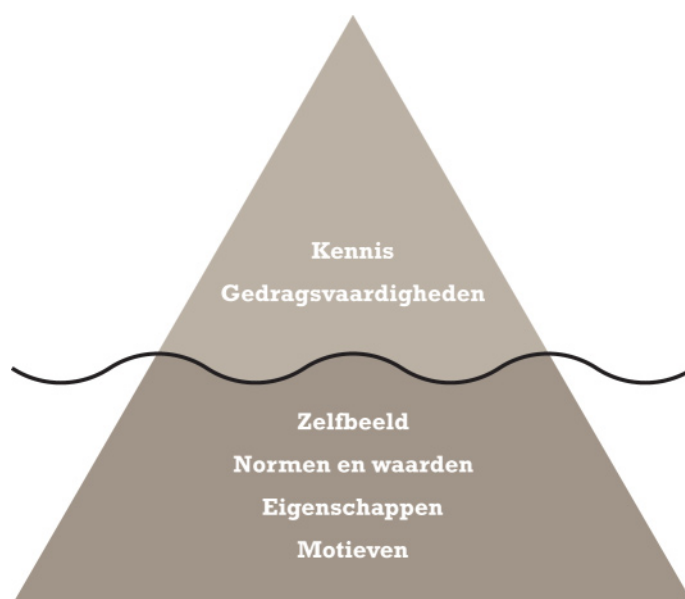 Kennis
Gedragsvaardigheden
Zelfbeeld
Normen en waarden
Eigenschappen
Motieven